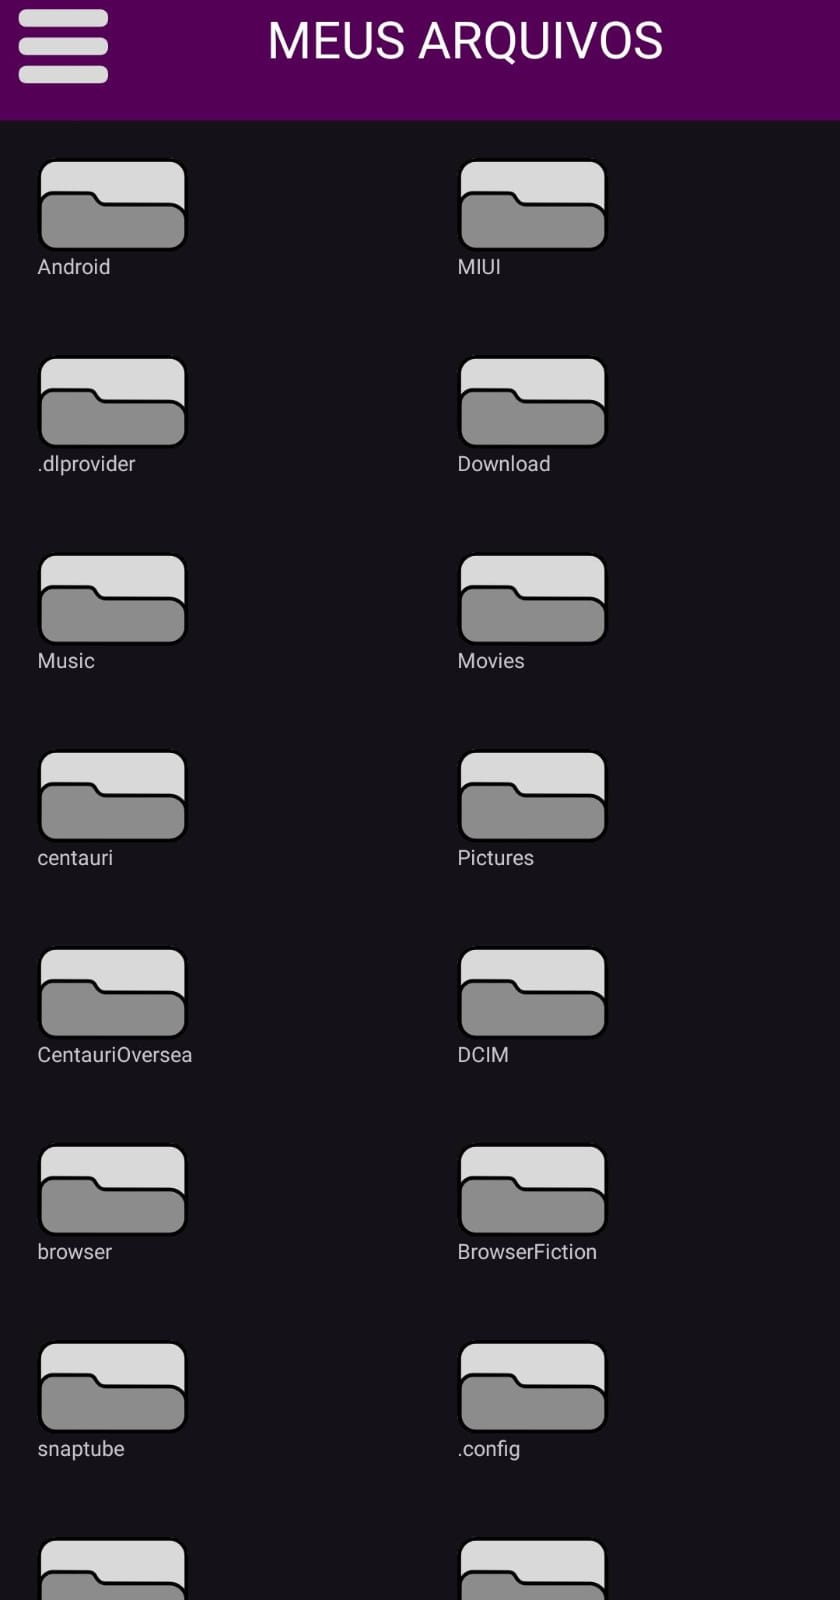 MEUS ARQUIVOS
Android
MIUI
.dlprovider
Download
Music
Movies
centauri
Pictures
CentauriOversea
DCIM
browser
BrowserFiction
snaptube
.config